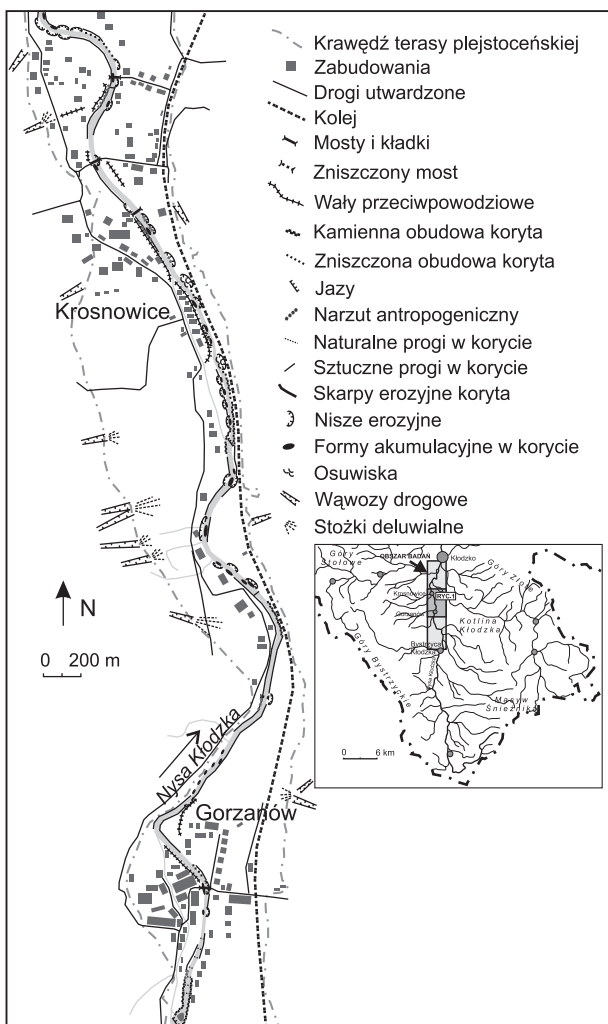 Krawędź terasy plejstoceńskiej
Zabudowania
Drogi utwardzone
Kolej
Mosty i kładki
Zniszczony most
Wały przeciwpowodziowe
Kamienna obudowa koryta
Zniszczona obudowa koryta
Jazy
Narzut antropogeniczny
Naturalne progi w korycie
Sztuczne progi w korycie
Skarpy erozyjne koryta
Nisze erozyjne
Formy akumulacyjne w korycie
Osuwiska
Wąwozy drogowe
Stożki deluwialne
Krosnowice
N
0 200 m
Nysa Kłodzka
Gorzanów
OBSZAR BADAŃ
Kłodzko
Góry Stołowe
Góry Złote
Krosnowice
RYC.1
Gorzanów
Kotlina
Kłodzka
Bystrzyca
Kłodzka
Góry Bystrzyckie
Nysa Kłodzka
Masyw
Śnieżnika
0 6 km